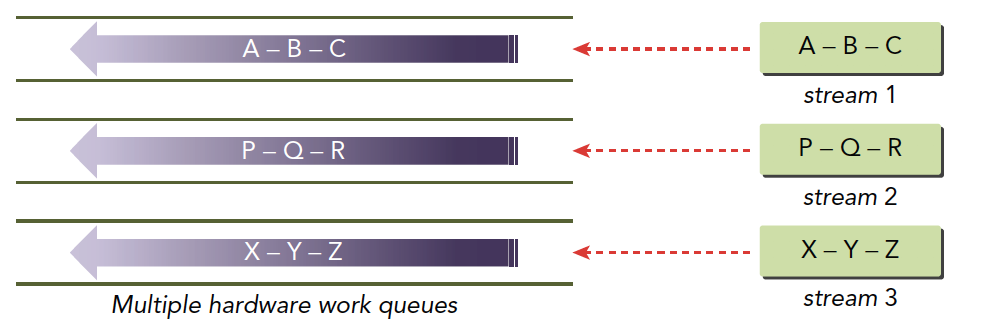 A – B – C
A – B – C
stream 1
P – Q – R
P – Q – R
stream 2
X – Y – Z
X – Y – Z
Multiple hardware work queues
stream 3